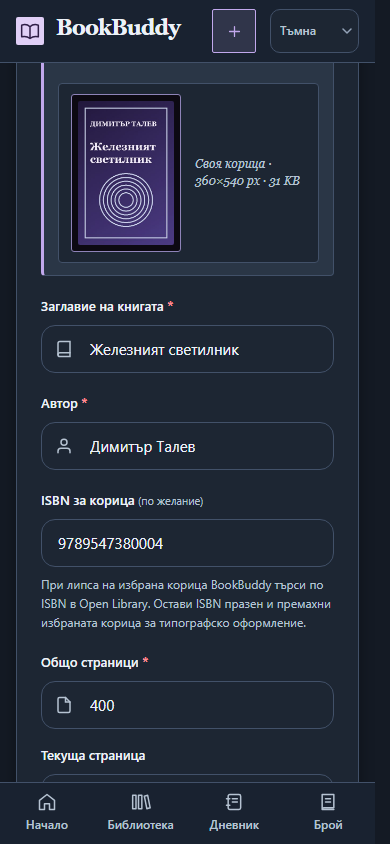 BookBuddy
+
Тъмна
ДИМИТЪР ТАЛЕВ
Железният
светилник
Своя корица ·
360×540 px · 31 KB
Заглавие на книгата *
Железният светилник
Автор *
Димитър Талев
ISBN за корица (по желание)
9789547380004
При липса на избрана корица BookBuddy търси по
ISBN в Open Library. Остави ISBN празен и премахни
избраната корица за типографско оформление.
Общо страници *
400
Текуща страница
Начало
Библиотека
Дневник
Брой